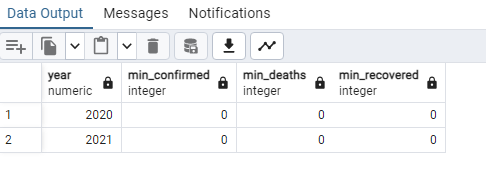 Data Output Messages Notifications
year min_confirmed min_deaths min_recovered
numeric integer integer integer
1 2020 0 0 0
2 2021 0 0 0